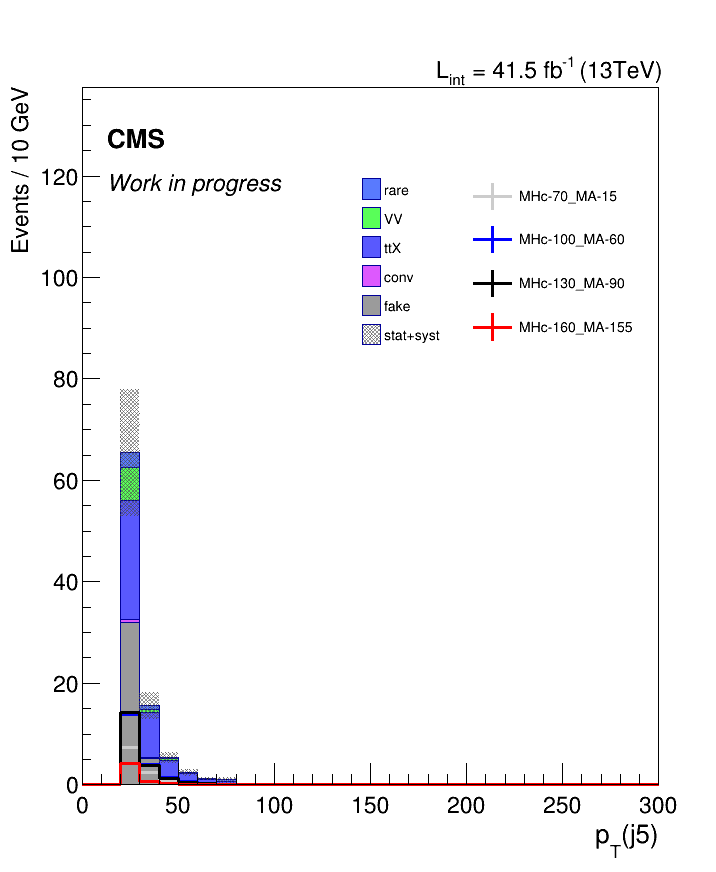 L_int = 41.5 fb^-1 (13TeV)
Events / 10 GeV
CMS
Work in progress
rare
VV
ttX
conv
fake
stat+syst
MHc-70_MA-15
MHc-100_MA-60
MHc-130_MA-90
MHc-160_MA-155
120
100
80
60
40
20
0
0 50 100 150 200 250 300
p_T(j5)